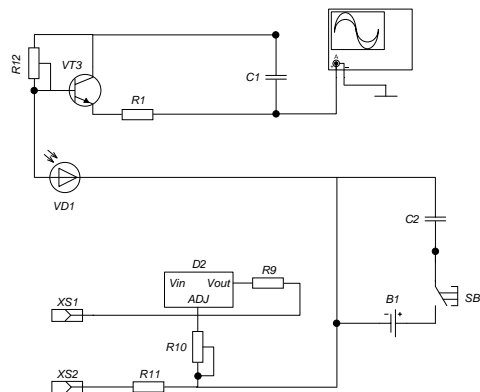 R12
VT3
R1
C1
A
VD1
C2
D2
Vin
Vout
ADJ
R9
XS1
R10
B1
- +
SB
XS2
R11